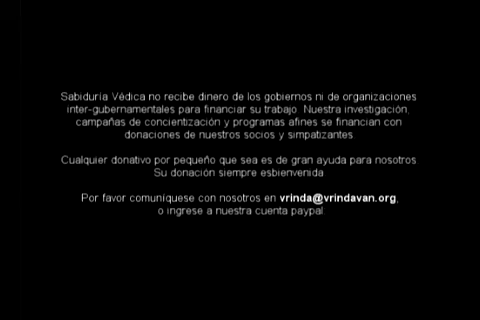 Sabiduría Védica no recibe dinero de los gobiernos ni de organizaciones
inter-gubernamentales para financiar su trabajo. Nuestra investigación,
campañas de concientización y programas afines se financian con
donaciones de nuestros socios y simpatizantes.
Cualquier donativo por pequeño que sea es de gran ayuda para nosotros
Su donación siempre esbienvenida
Por favor comuníquese con nosotros en vrinda@vrindavan.org,
o ingrese a nuestra cuenta paypal.